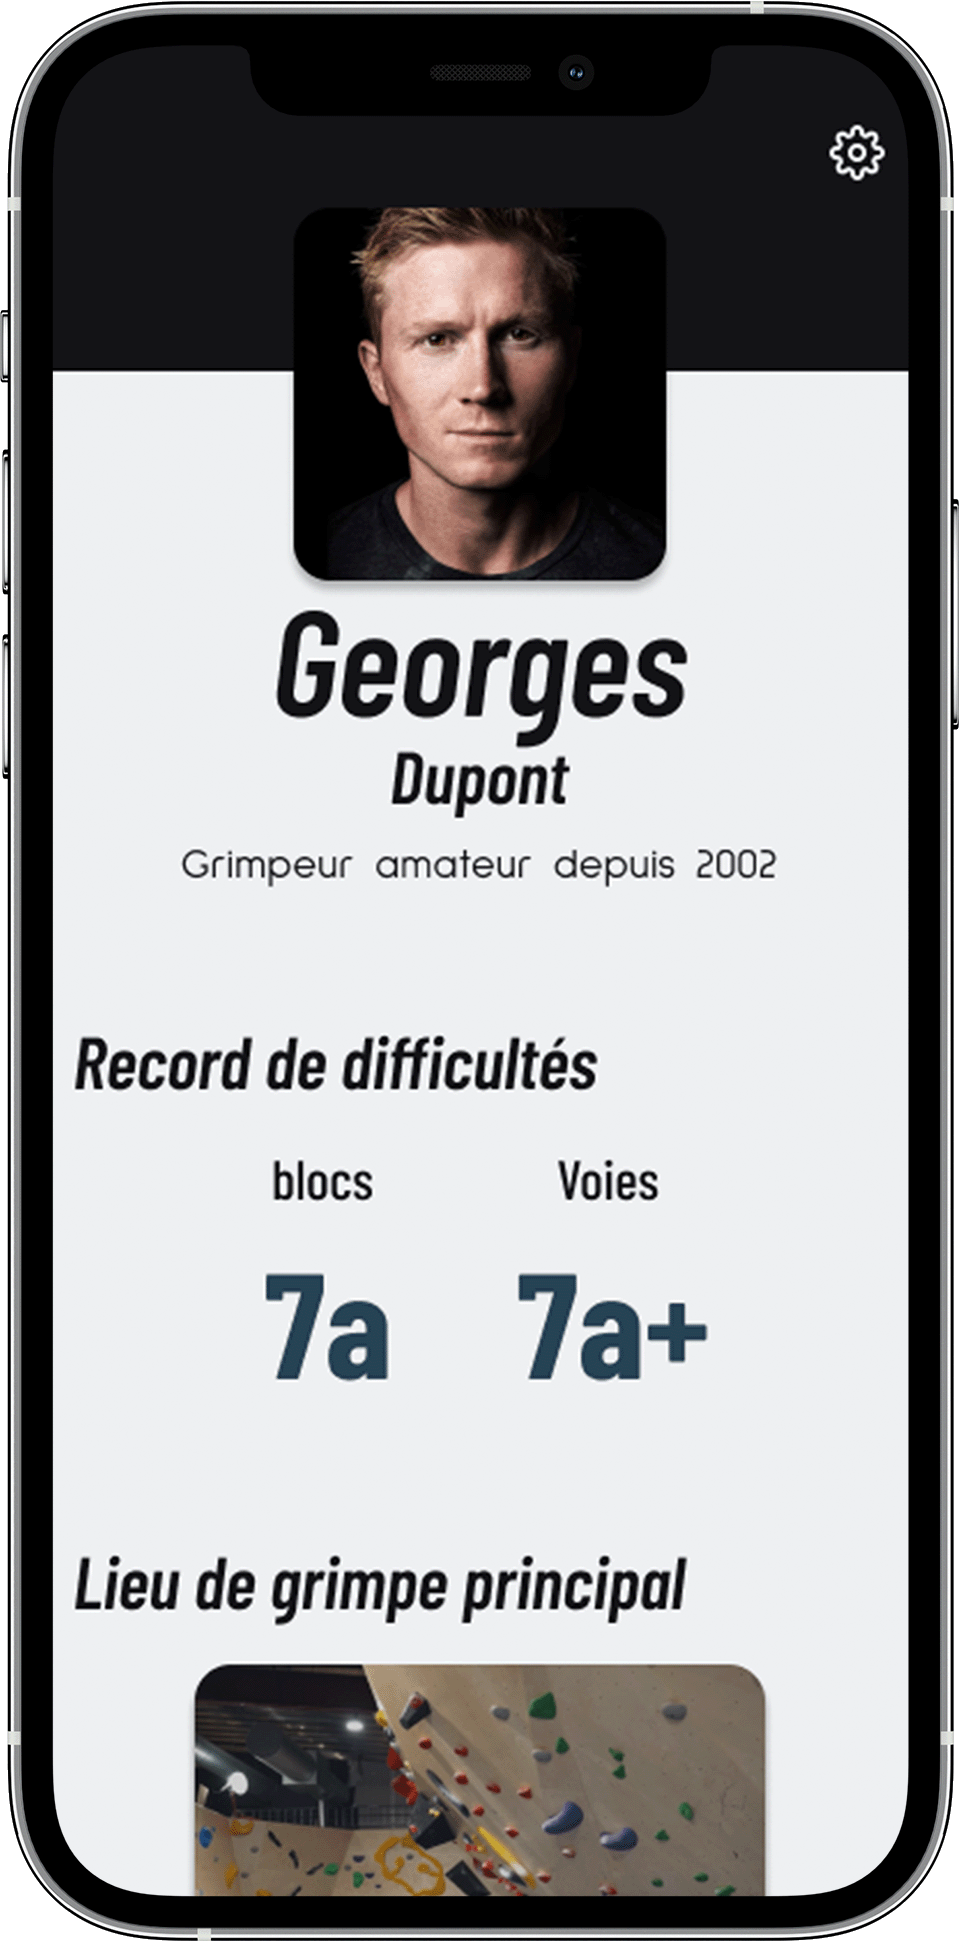 Georges
Dupont
Grimpeur amateur depuis 2002
Record de difficultés
blocs Voies
7a 7a+
Lieu de grimpe principal